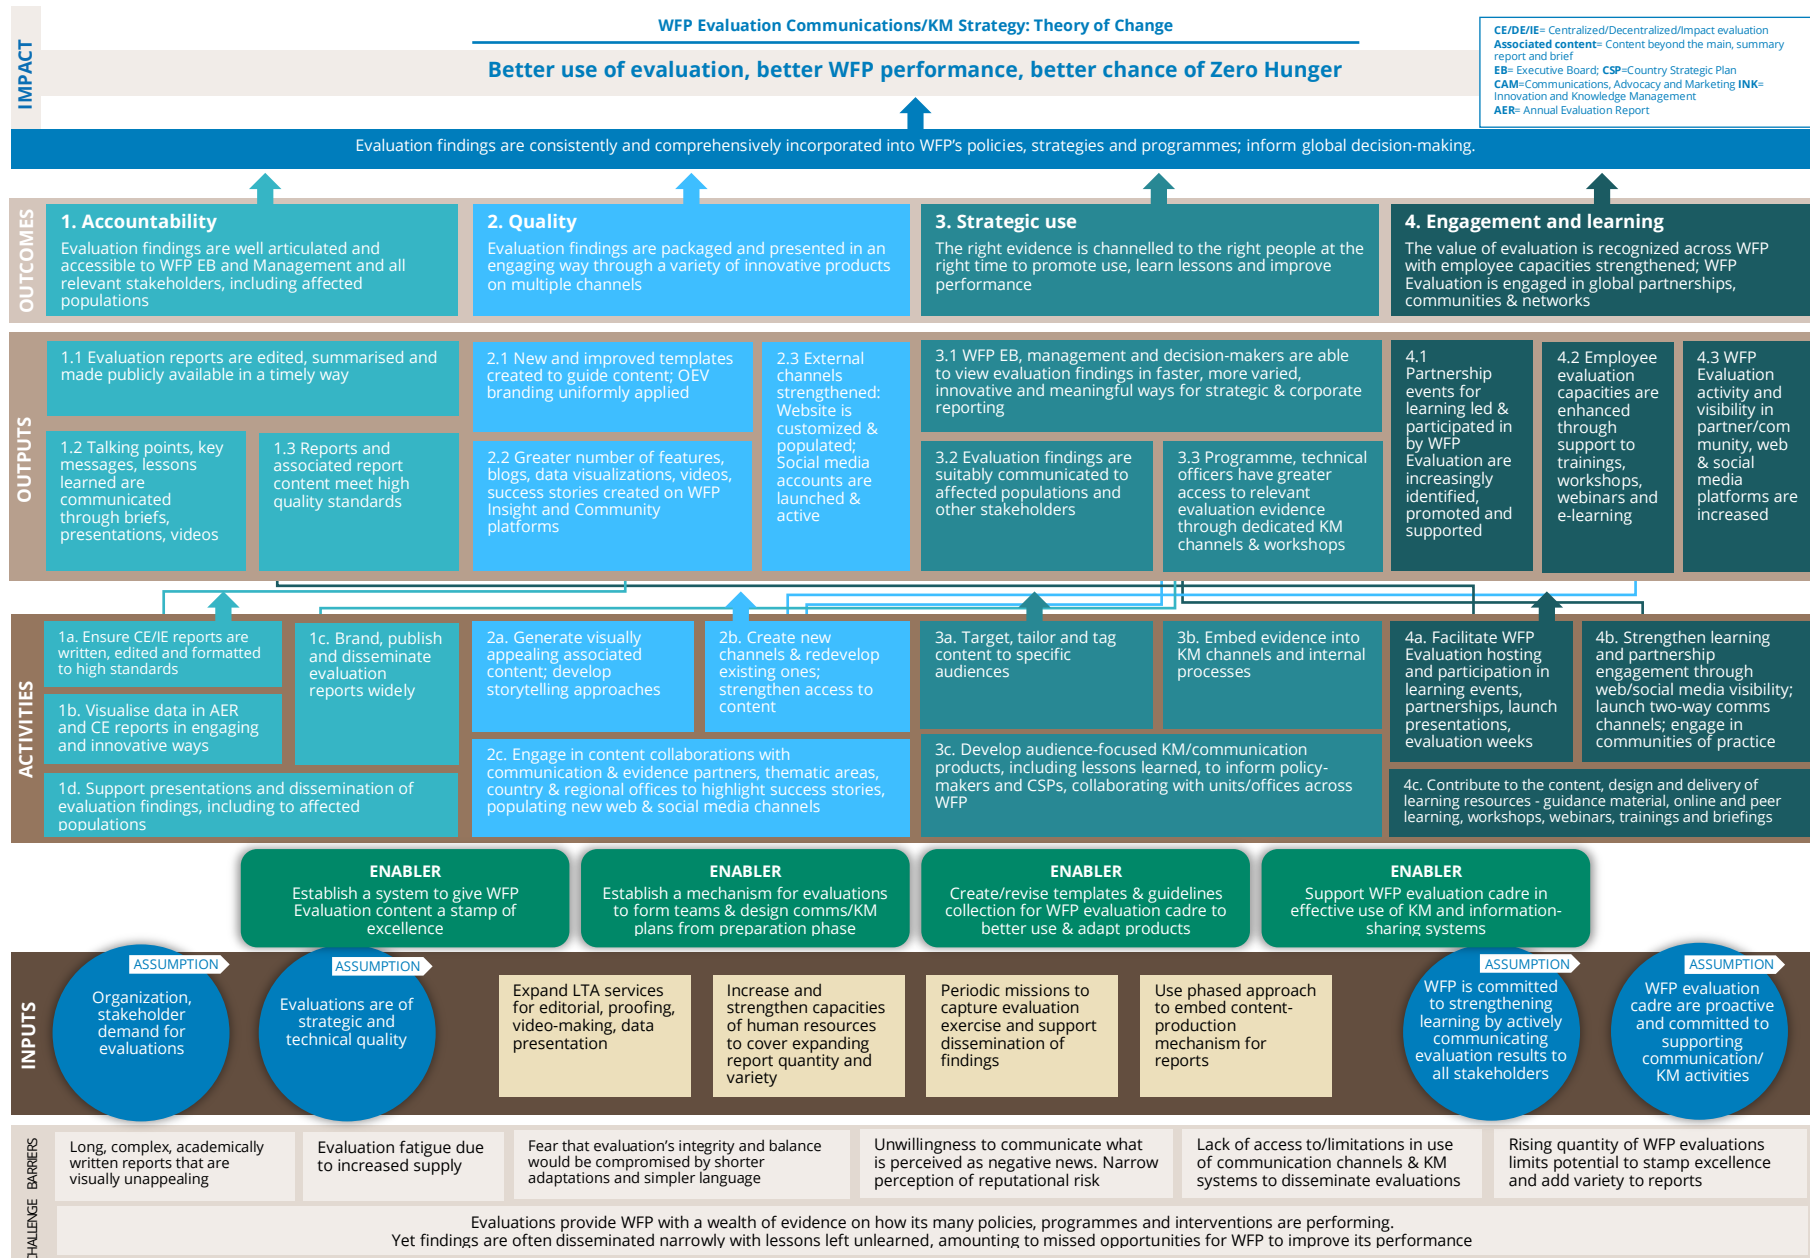 WFP Evaluation Communications/KM Strategy: Theory of Change
CE/DE/IE= Centralized/Decentralized/Impact evaluation
Associated content= Content beyond the main, summary
report and brief
EB= Executive Board; CSP=Country Strategic Plan
CAM=Communications, Advocacy and Marketing INK=
Innovation and Knowledge Management
AER= Annual Evaluation Report
IMPACT
Better use of evaluation, better WFP performance, better chance of Zero Hunger
Evaluation findings are consistently and comprehensively incorporated into WFP's policies, strategies and programmes; inform global decision-making.
OUTCOMES
1. Accountability
Evaluation findings are well articulated and
accessible to WFP EB and Management and all
relevant stakeholders, including affected
populations
2. Quality
Evaluation findings are packaged and presented in an
engaging way through a variety of innovative products
on multiple channels
3. Strategic use
The right evidence is channelled to the right people at the
right time to promote use, learn lessons and improve
performance
4. Engagement and learning
The value of evaluation is recognized across WFP
with employee capacities strengthened; WFP
Evaluation is engaged in global partnerships,
communities & networks
OUTPUTS
1.1 Evaluation reports are edited, summarised and
made publicly available in a timely way
1.2 Talking points, key
messages, lessons
learned are
communicated
through briefs,
presentations, videos
1.3 Reports and
associated report
content meet high
quality standards
2.1 New and improved templates
created to guide content; OEV
branding uniformly applied
2.2 Greater number of features,
blogs, data visualizations, videos,
success stories created on WFP
Insight and Community
platforms
2.3 External
channels
strengthened:
Website is
customized &
populated;
Social media
accounts are
launched &
active
3.1 WFP EB, management and decision-makers are able
to view evaluation findings in faster, more varied,
innovative and meaningful ways for strategic & corporate
reporting
3.2 Evaluation findings are
suitably communicated to
affected populations and
other stakeholders
3.3 Programme, technical
officers have greater
access to relevant
evaluation evidence
through dedicated KM
channels & workshops
4.1
Partnership
events for
learning led &
participated in
by WFP
Evaluation are
increasingly
identified,
promoted and
supported
4.2 Employee
evaluation
capacities are
enhanced
through
support to
trainings,
workshops,
webinars and
e-learning
4.3 WFP
Evaluation
activity and
visibility in
partner/com
munity, web
& social
media
platforms are
increased
ACTIVITIES
1a. Ensure CE/IE reports are
written, edited and formatted
to high standards
1b. Visualise data in AER
and CE reports in engaging
and innovative ways
1c. Brand, publish
and disseminate
evaluation
reports widely
1d. Support presentations and dissemination of
evaluation findings, including to affected
populations
2a. Generate visually
appealing associated
content; develop
storytelling approaches
2b. Create new
channels & redevelop
existing ones;
strengthen access to
content
2c. Engage in content collaborations with
communication & evidence partners, thematic areas,
country & regional offices to highlight success stories,
populating new web & social media channels
3a. Target, tailor and tag
content to specific
audiences
3b. Embed evidence into
KM channels and internal
processes
3c. Develop audience-focused KM/communication
products, including lessons learned, to inform policy-
makers and CSPs, collaborating with units/offices across
WFP
4a. Facilitate WFP
Evaluation hosting
and participation in
learning events,
partnerships, launch
presentations,
evaluation weeks
4b. Strengthen learning
and partnership
engagement through
web/social media visibility;
launch two-way comms
channels; engage in
communities of practice
4c. Contribute to the content, design and delivery of
learning resources - guidance material, online and peer
learning, workshops, webinars, trainings and briefings
ENABLER
Establish a system to give WFP
Evaluation content a stamp of
excellence
ENABLER
Establish a mechanism for evaluations
to form teams & design comms/KM
plans from preparation phase
ENABLER
Create/revise templates & guidelines
collection for WFP evaluation cadre to
better use & adapt products
ENABLER
Support WFP evaluation cadre in
effective use of KM and information-
sharing systems
INPUTS
ASSUMPTION
Organization,
stakeholder
demand for
evaluations
ASSUMPTION
Evaluations are of
strategic and
technical quality
Expand LTA services
for editorial, proofing,
video-making, data
presentation
Increase and
strengthen capacities
of human resources
to cover expanding
report quantity and
variety
Periodic missions to
capture evaluation
exercise and support
dissemination of
findings
Use phased approach
to embed content-
production
mechanism for
reports
ASSUMPTION
WFP is committed
to strengthening
learning by actively
communicating
evaluation results to
all stakeholders
ASSUMPTION
WFP evaluation
cadre are proactive
and committed to
supporting
communication/
KM activities
BARRIERS
Long, complex, academically
written reports that are
visually unappealing
Evaluation fatigue due
to increased supply
Fear that evaluation's integrity and balance
would be compromised by shorter
adaptations and simpler language
Unwillingness to communicate what
is perceived as negative news. Narrow
perception of reputational risk
Lack of access to/limitations in use
of communication channels & KM
systems to disseminate evaluations
Rising quantity of WFP evaluations
limits potential to stamp excellence
and add variety to reports
CHALLENGE
Evaluations provide WFP with a wealth of evidence on how its many policies, programmes and interventions are performing.
Yet findings are often disseminated narrowly with lessons left unlearned, amounting to missed opportunities for WFP to improve its performance